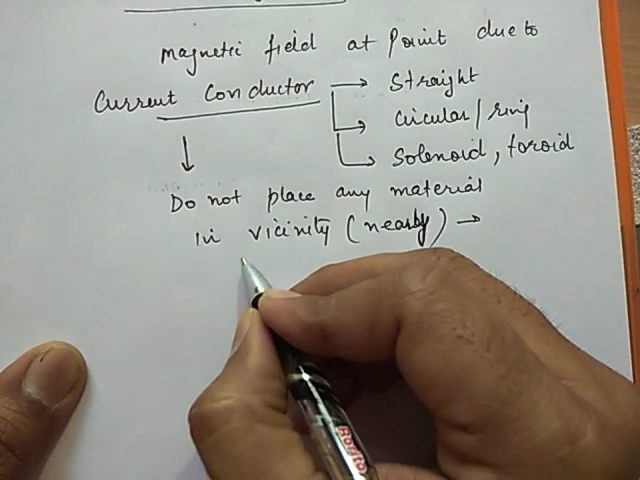 magnetic field at Point due to
Current Conductor → Straight
→ Circular/ring
→ Solenoid, toroid
↓
Do not place any material
in vicinity (nearby) →